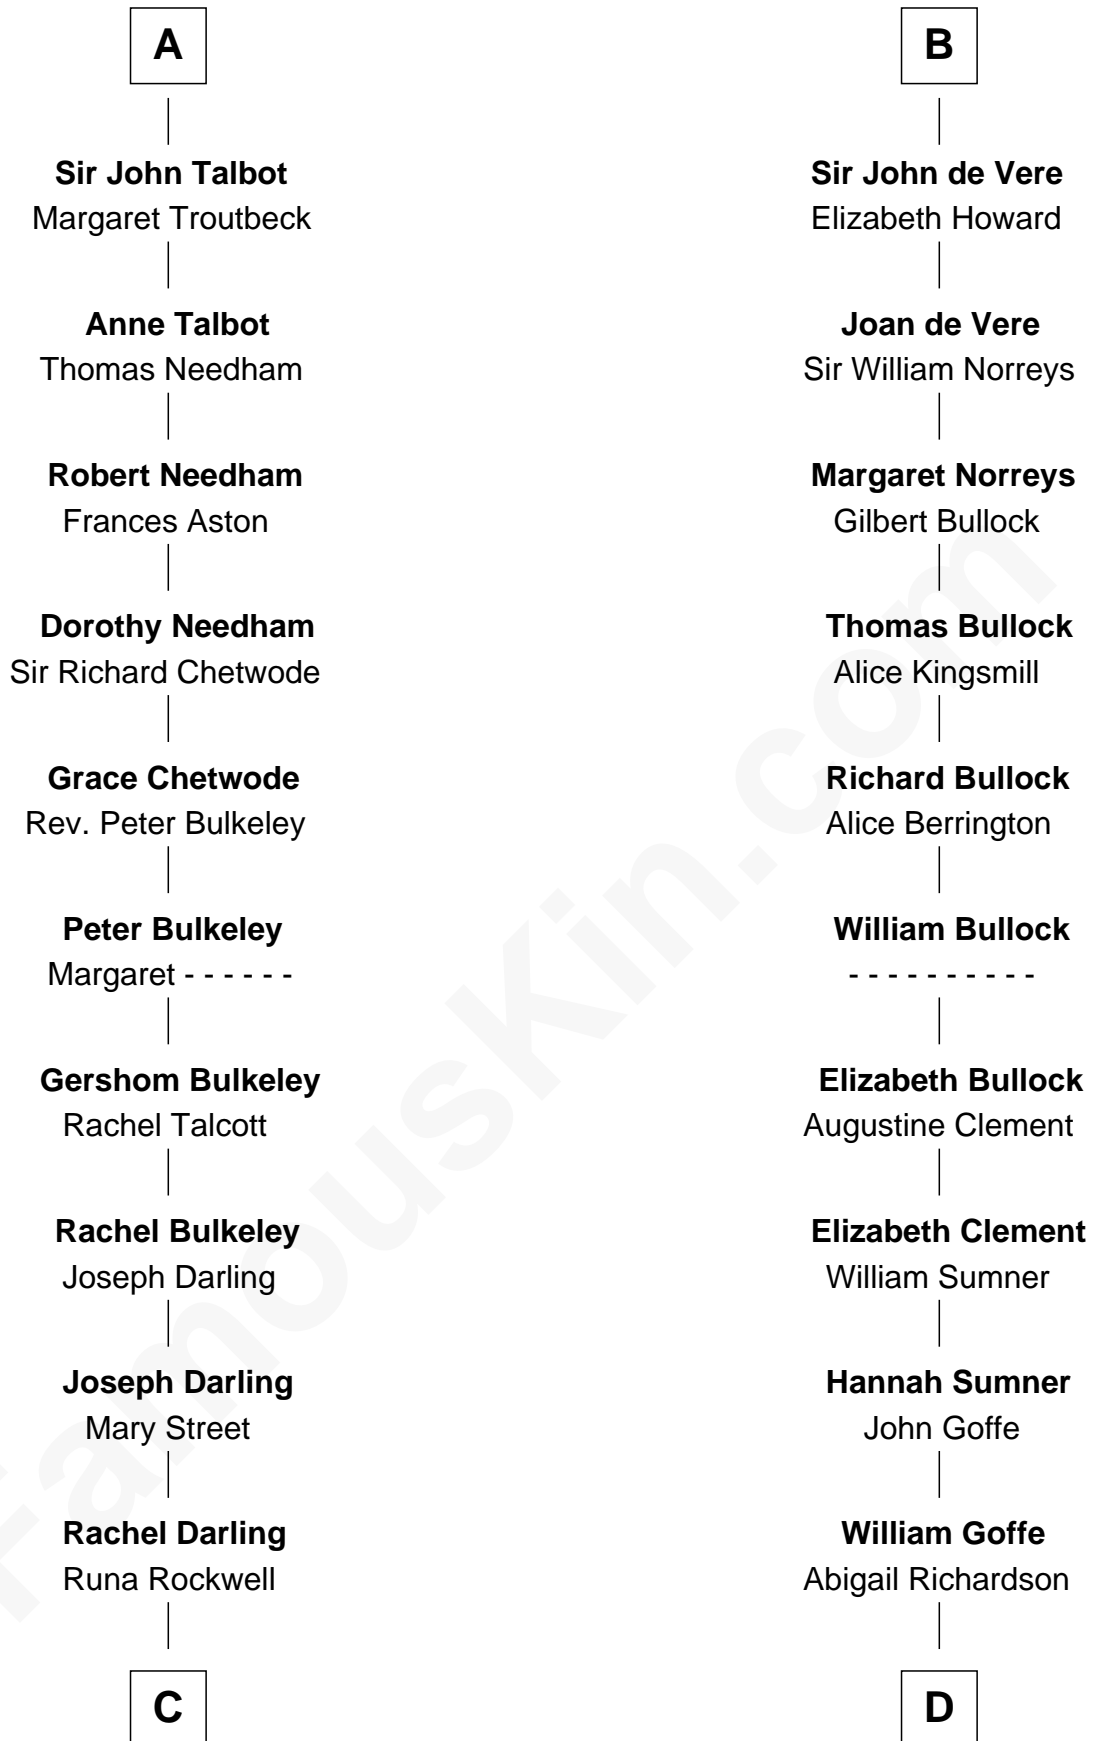 A
Sir John Talbot
Margaret Troutbeck
Anne Talbot
Thomas Needham
Robert Needham
Frances Aston
Dorothy Needham
Sir Richard Chetwode
Grace Chetwode
Rev. Peter Bulkeley
Peter Bulkeley
Margaret - - - - - -
Gershom Bulkeley
Rachel Talcott
Rachel Bulkeley
Joseph Darling
Joseph Darling
Mary Street
Rachel Darling
Runa Rockwell
C
B
Sir John de Vere
Elizabeth Howard
Joan de Vere
Sir William Norreys
Margaret Norreys
Gilbert Bullock
Thomas Bullock
Alice Kingsmill
Richard Bullock
Alice Berrington
William Bullock
- - - - - - - - - -
Elizabeth Bullock
Augustine Clement
Elizabeth Clement
William Sumner
Hannah Sumner
John Goffe
William Goffe
Abigail Richardson
D
FamousKin.com